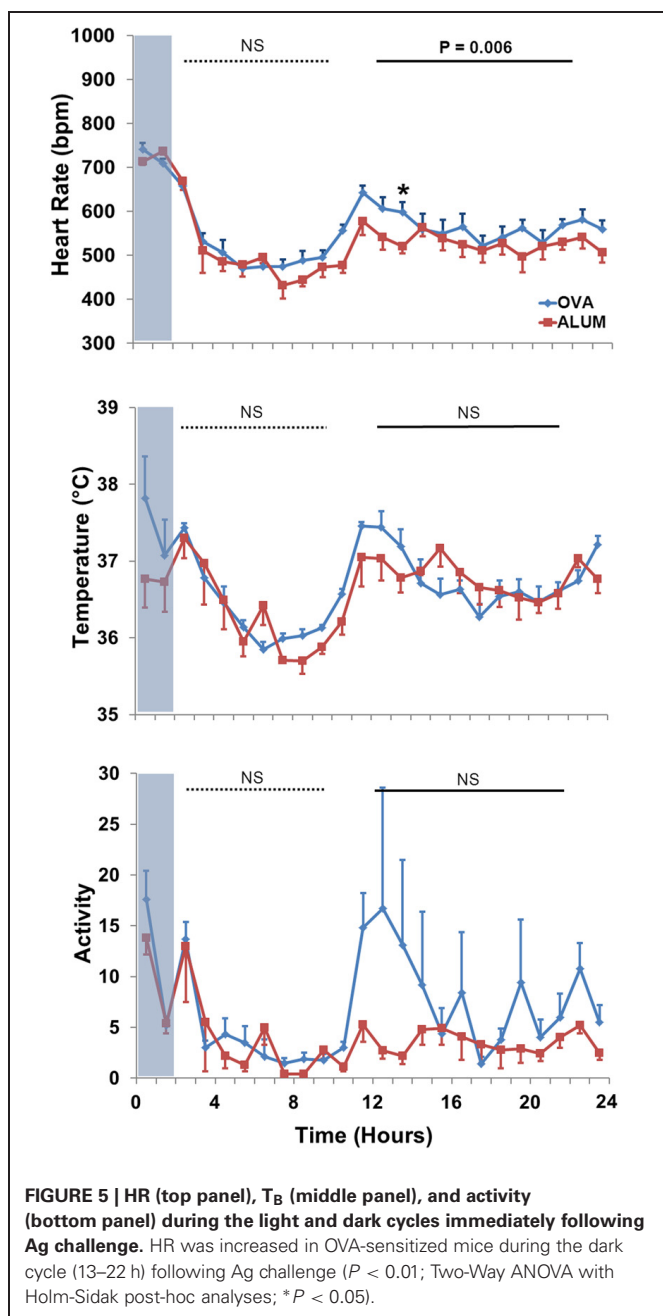 NS
P = 0.006
1000
900
800
700
600
500
400
300
Heart Rate (bpm)
*
OVA
ALUM
NS
NS
39
38
37
36
35
Temperature (°C)
NS
NS
30
25
20
15
10
5
0
Activity
0 4 8 12 16 20 24
Time (Hours)
FIGURE 5 | HR (top panel), TB (middle panel), and activity
(bottom panel) during the light and dark cycles immediately following
Ag challenge. HR was increased in OVA-sensitized mice during the dark
cycle (13–22 h) following Ag challenge (P < 0.01; Two-Way ANOVA with
Holm-Sidak post-hoc analyses; *P < 0.05).